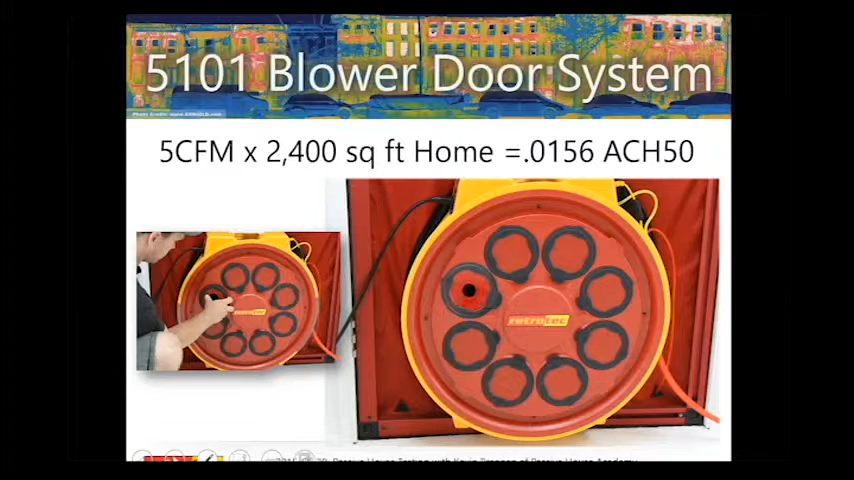 5101 Blower Door System
5CFM x 2,400 sq ft Home =.0156 ACH50
retrotec
retrotec